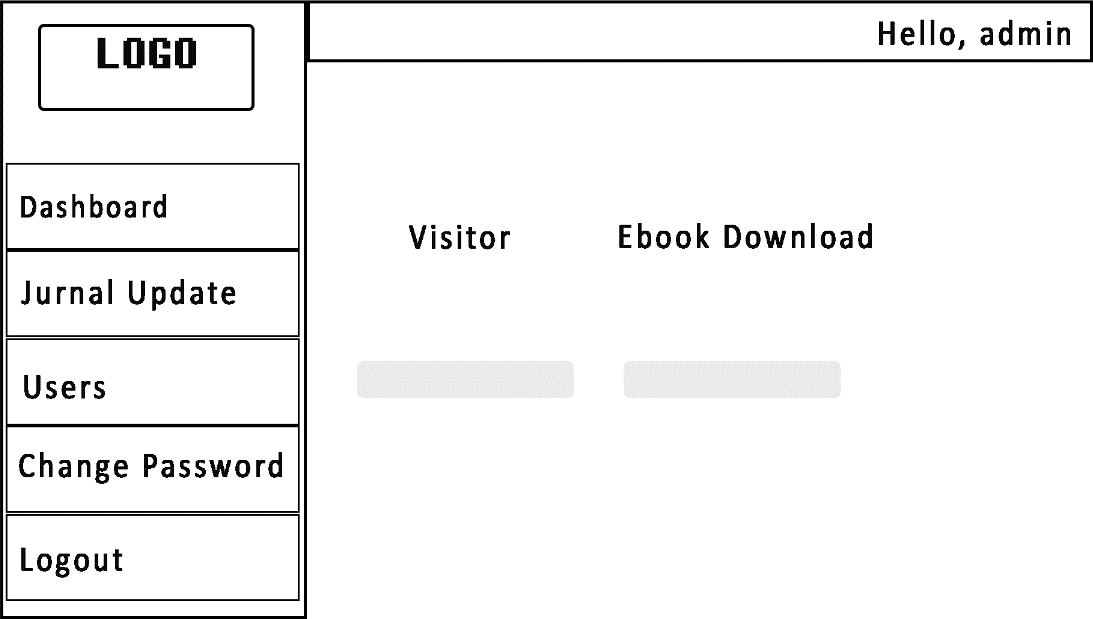 LOGO
Hello, admin
Dashboard
Jurnal Update
Users
Change Password
Logout
Visitor
Ebook Download